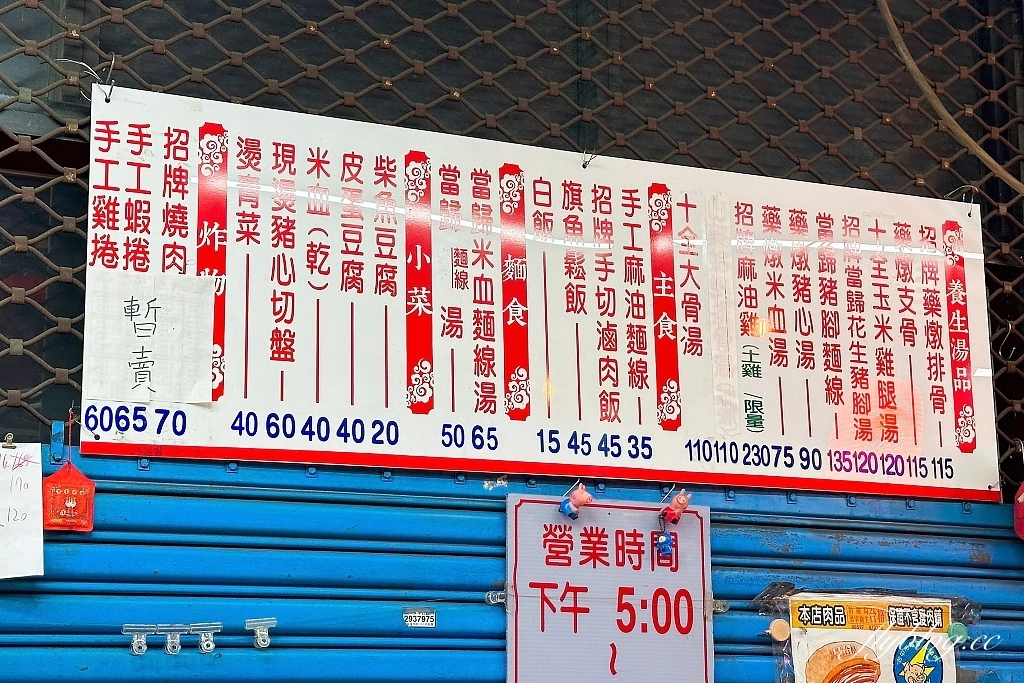 養生湯品
招牌藥燉排骨 115
藥燉支骨 115
十全玉米雞腿湯 120
招牌當歸花生豬腳湯 120
當歸豬腳麵線 135
藥燉豬心湯 90
藥燉米血湯 75
招牌麻油雞(土雞/限量) 230
110
十全大骨湯 110
主食
手工麻油麵線 35
招牌手切滷肉飯 45
旗魚鬆飯 45
白飯 15
麵食
當歸米血麵線湯 65
當歸麵線湯 50
小菜
柴魚豆腐 20
皮蛋豆腐 40
米血(乾) 40
現燙豬心切盤 60
燙青菜 40
炸物
招牌燒肉 70
手工蝦捲 65
手工雞捲 60
暫賣
170
120
營業時間
下午 5:00
~
2937975
本店肉品
flyblog.cc